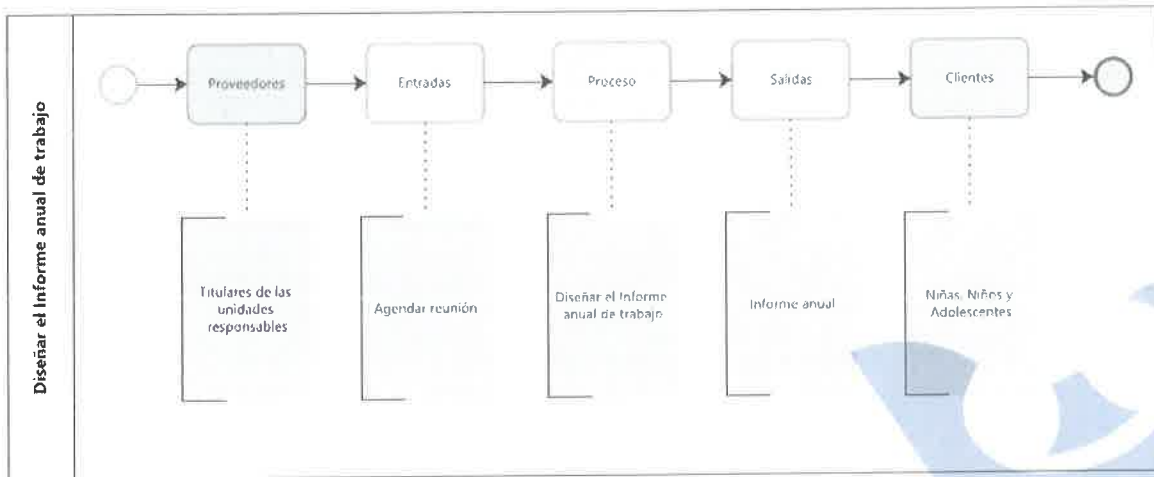 Diseñar el Informe anual de trabajo
Proveedores
Entradas
Proceso
Salidas
Clientes
Titulares de las
unidades
responsables
Agendar reunión
Diseñar el Informe
anual de trabajo
Informe anual
Niñas, Niños y
Adolescentes